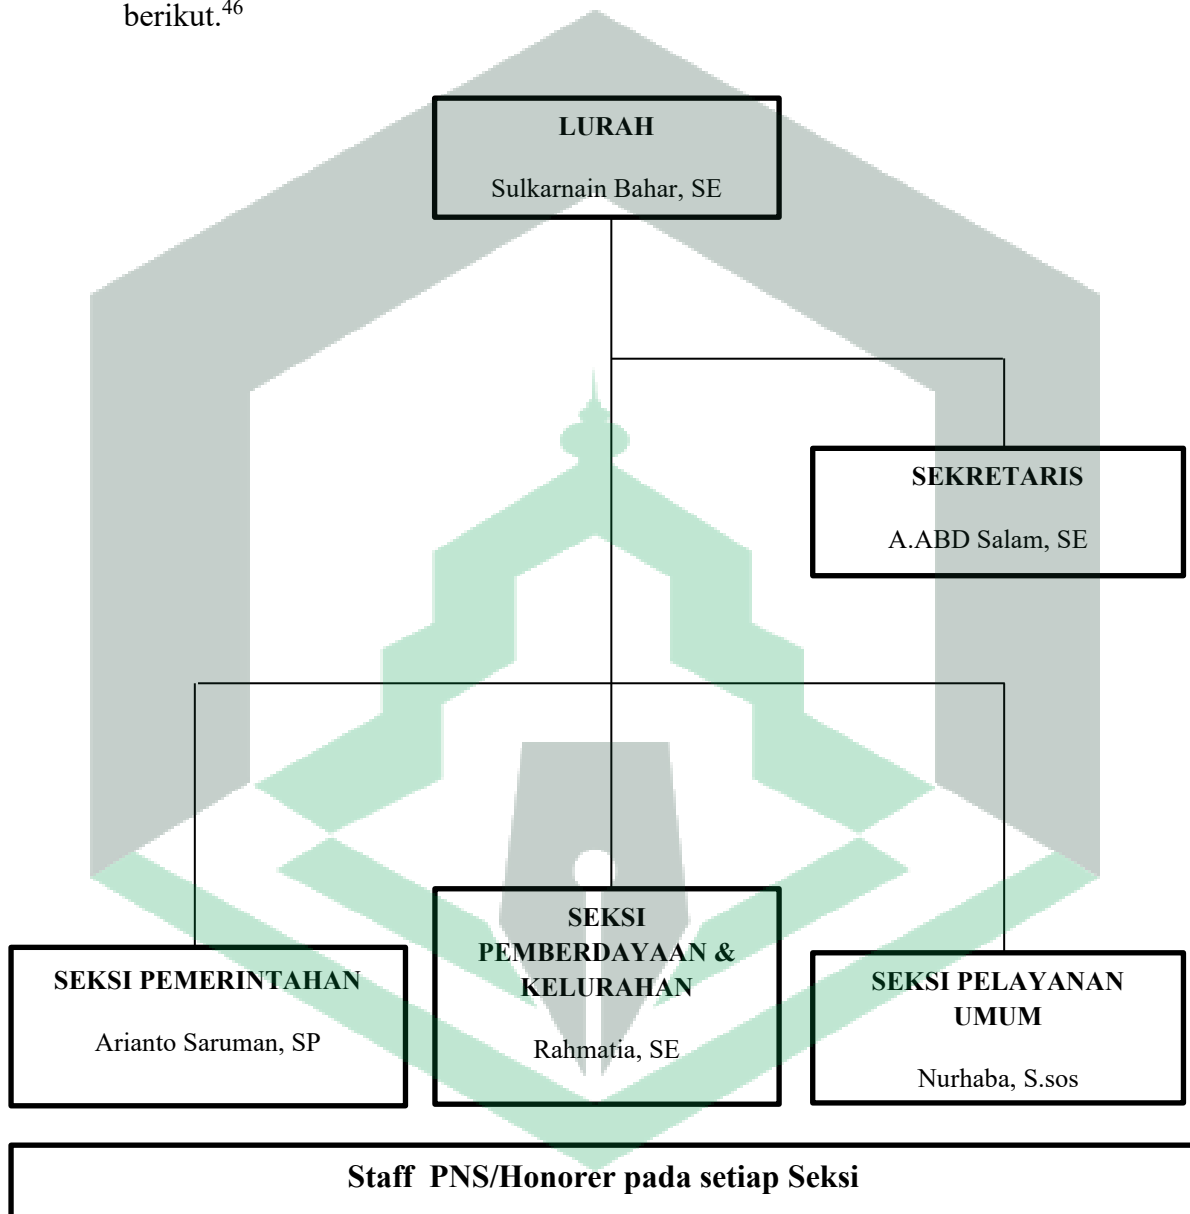 berikut.46
LURAH
Sulkarnain Bahar, SE
SEKRETARIS
A.ABD Salam, SE
SEKSI PEMERINTAHAN
Arianto Saruman, SP
SEKSI
PEMBERDAYAAN &
KELURAHAN
Rahmatia, SE
SEKSI PELAYANAN
UMUM
Nurhaba, S.sos
Staff  PNS/Honorer pada setiap Seksi